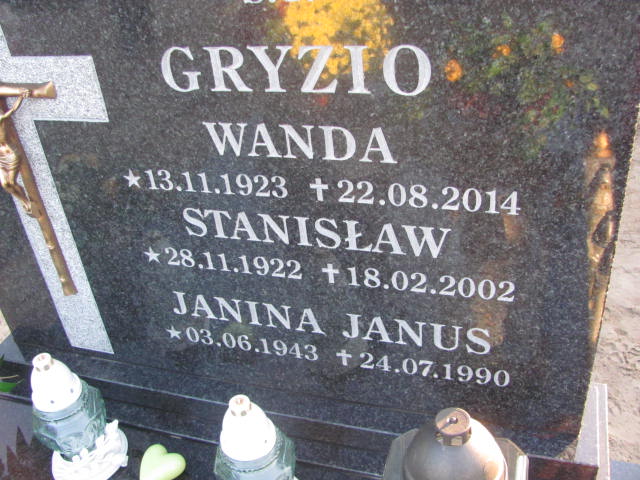 GRYZIO
WANDA
★13.11.1923 ✝22.08.2014
STANISŁAW
★28.11.1922 ✝18.02.2002
JANINA JANUS
★03.06.1943 ✝24.07.1990